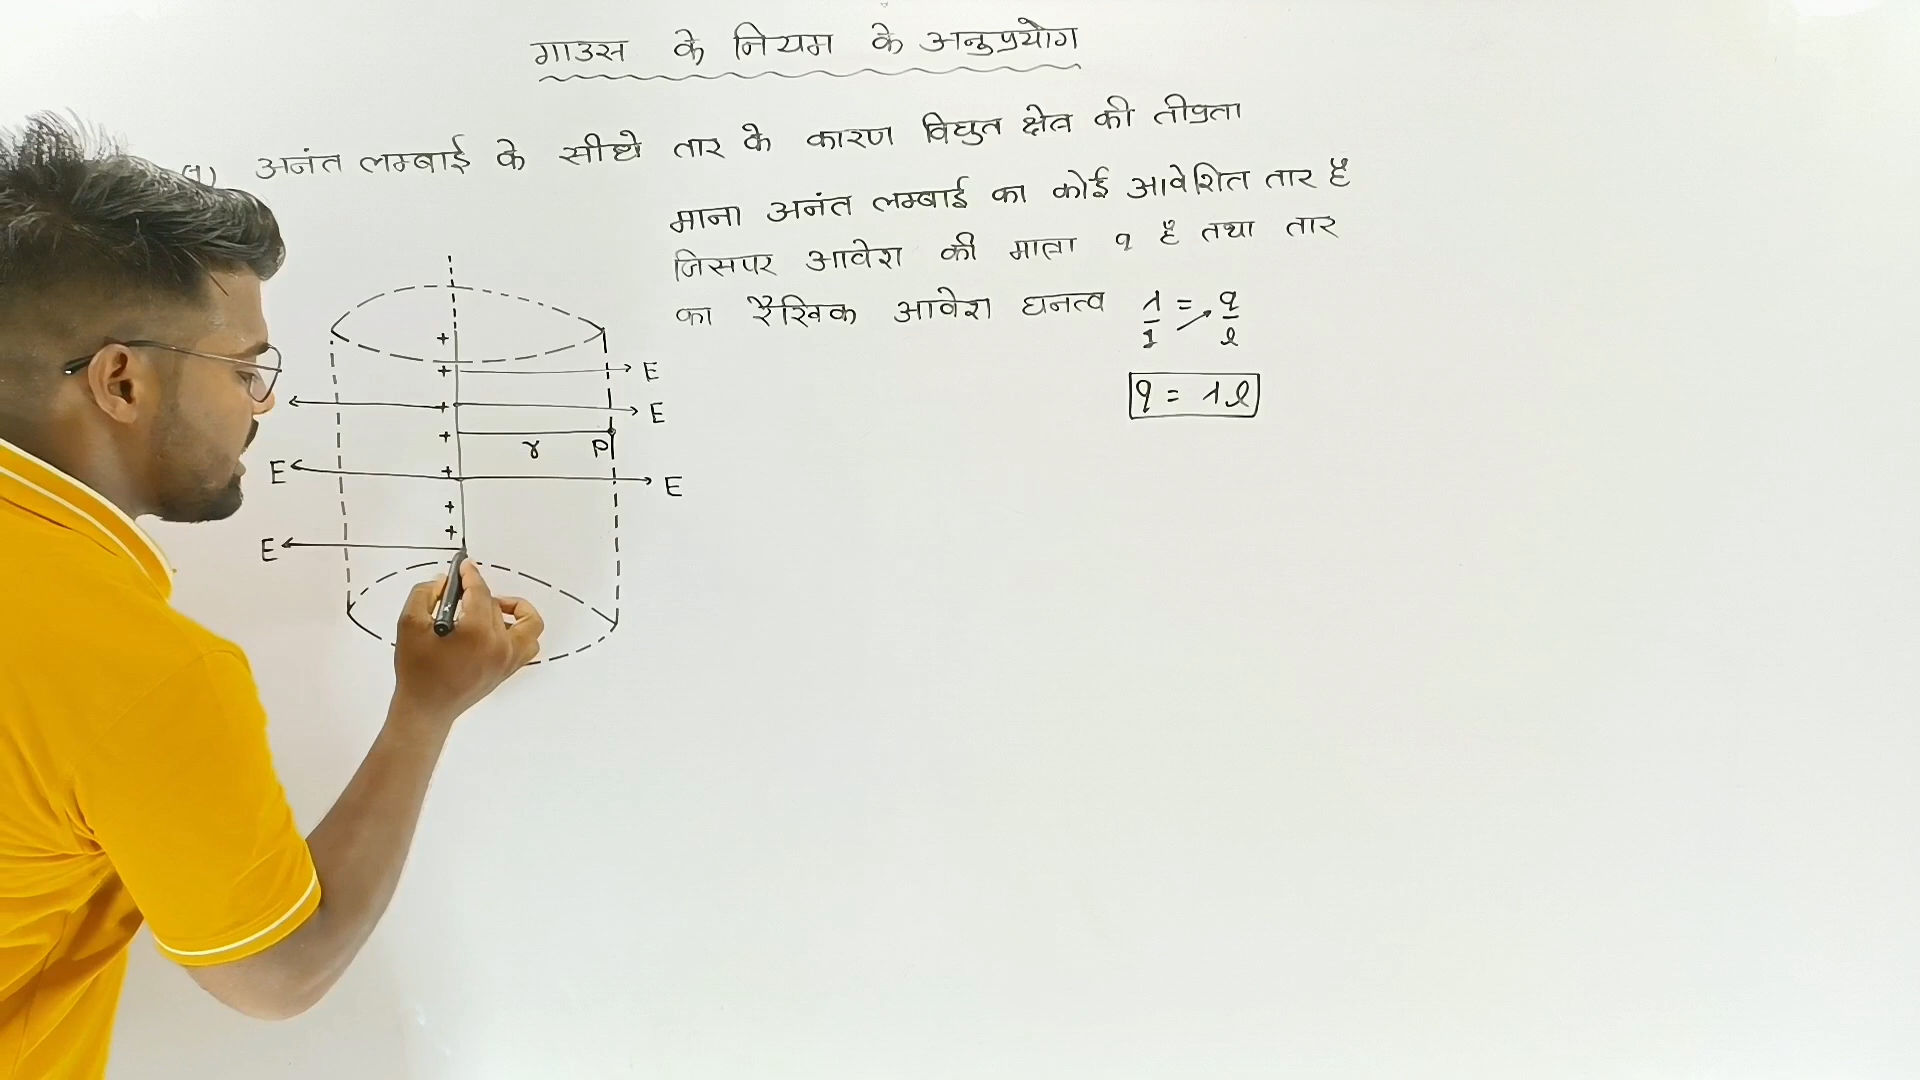 गाउस के नियम के अनुप्रयोग
अनंत लम्बाई के सीधे तार के कारण विद्युत क्षेत्र की तीव्रता
माना अनंत लम्बाई का कोई आवेशित तार है
जिसपर आवेश की मात्रा q है तथा तार
का रैखिक आवेश घनत्व λ/1 = q/l
q = λl
+
+ E
+ E
+ r P
E + E
+
+
E